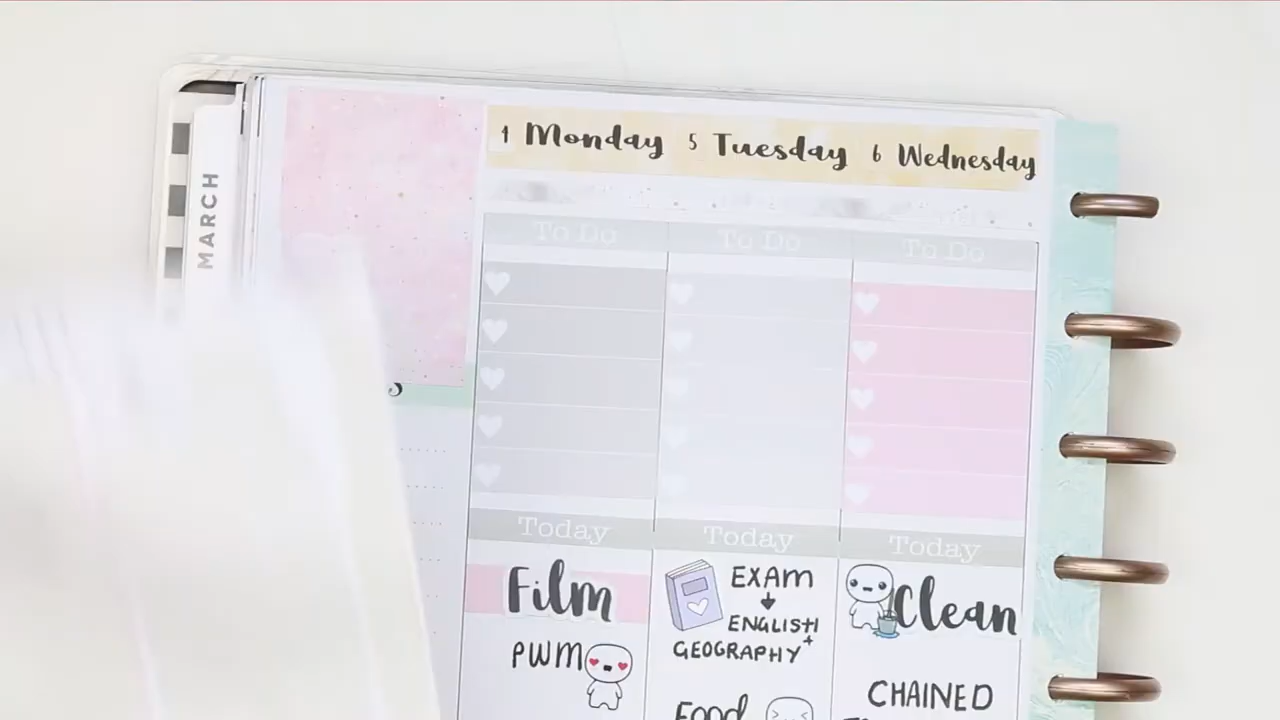 MARCH
4 Monday 5 Tuesday 6 Wednesday
To Do To Do To Do
Today Today Today
Film
PWM
EXAM
ENGLISH +
GEOGRAPHY
Food
Clean
CHAINED